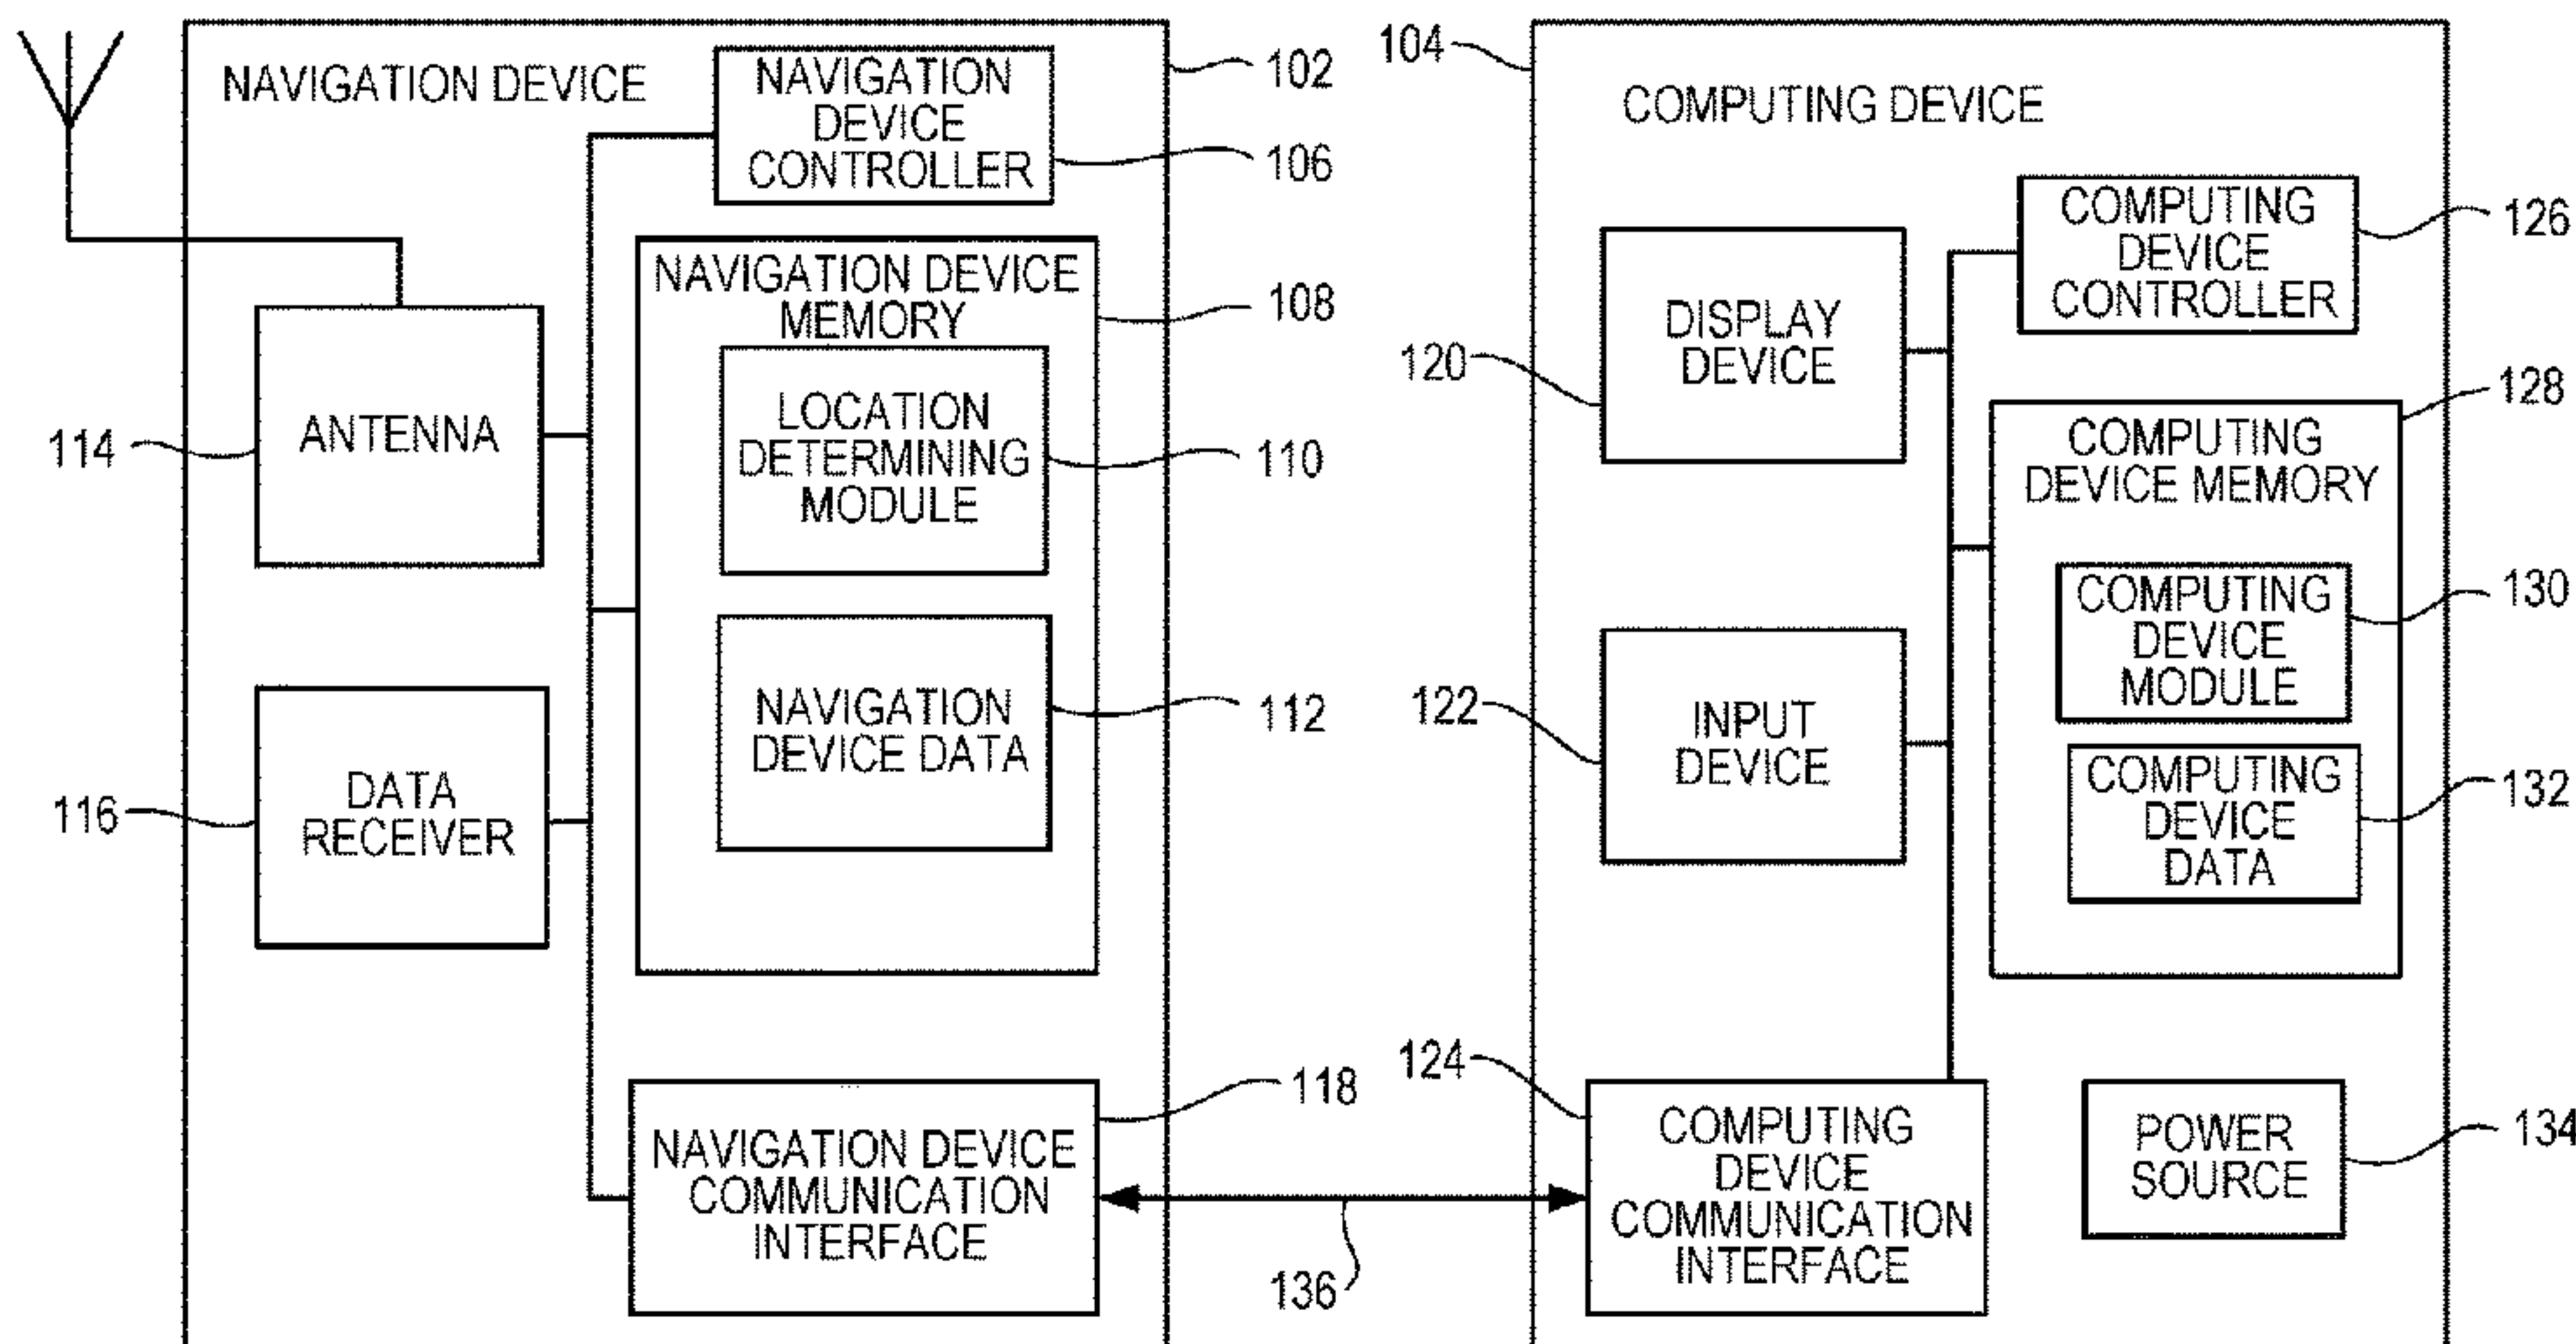 NAVIGATION DEVICE
102
NAVIGATION
DEVICE
CONTROLLER
106
NAVIGATION DEVICE
MEMORY
108
LOCATION
DETERMINING
MODULE
110
ANTENNA
114
NAVIGATION
DEVICE DATA
112
DATA
RECEIVER
116
NAVIGATION DEVICE
COMMUNICATION
INTERFACE
118
136
104
COMPUTING DEVICE
COMPUTING
DEVICE
CONTROLLER
126
DISPLAY
DEVICE
120
COMPUTING
DEVICE MEMORY
128
COMPUTING
DEVICE
MODULE
130
INPUT
DEVICE
122
COMPUTING
DEVICE
DATA
132
124
COMPUTING
DEVICE
COMMUNICATION
INTERFACE
POWER
SOURCE
134